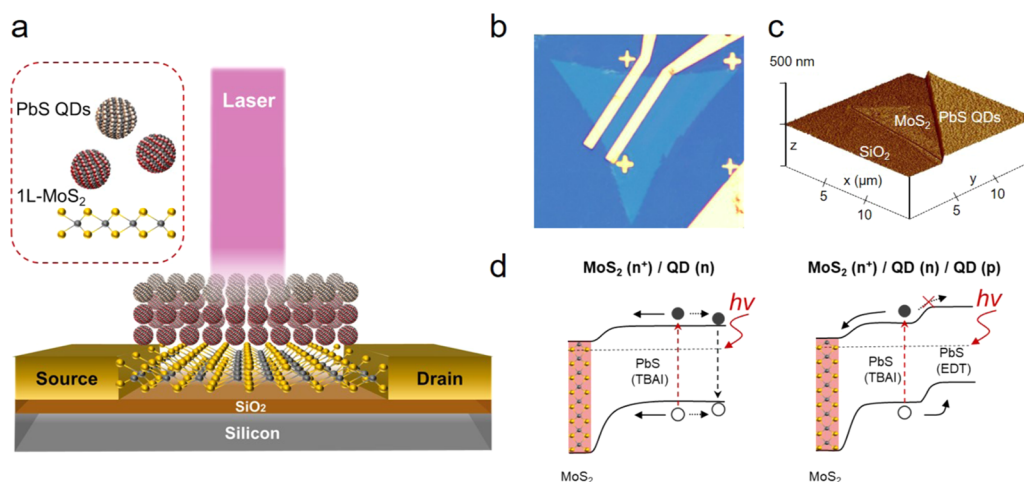 a
PbS QDs
1L-MoS₂
Laser
Source
Drain
SiO₂
Silicon
b
c
500 nm
z
MoS₂
PbS QDs
SiO₂
x (µm)
y
5
10
5
10
d
MoS₂ (n⁺) / QD (n)
hv
PbS
(TBAI)
MoS₂
MoS₂ (n⁺) / QD (n) / QD (p)
hv
PbS
(TBAI)
PbS
(EDT)
MoS₂